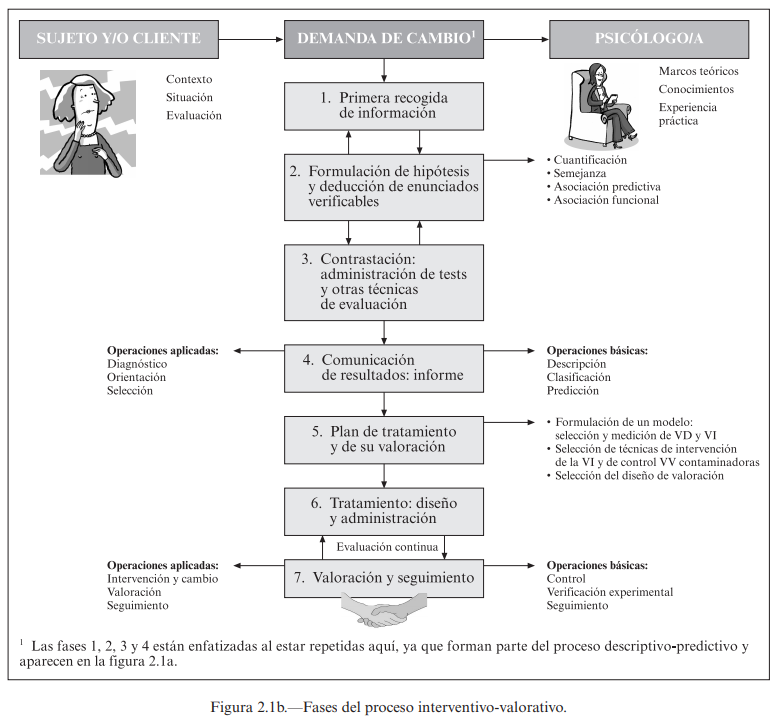 SUJETO Y/O CLIENTE
DEMANDA DE CAMBIO¹
PSICÓLOGO/A
Contexto
Situación
Evaluación
Marcos teóricos
Conocimientos
Experiencia
práctica
1. Primera recogida
de información
2. Formulación de hipótesis
y deducción de enunciados
verificables
• Cuantificación
• Semejanza
• Asociación predictiva
• Asociación funcional
3. Contrastación:
administración de tests
y otras técnicas
de evaluación
Operaciones aplicadas:
Diagnóstico
Orientación
Selección
4. Comunicación
de resultados: informe
Operaciones básicas:
Descripción
Clasificación
Predicción
5. Plan de tratamiento
y de su valoración
• Formulación de un modelo:
selección y medición de VD y VI
• Selección de técnicas de intervención
de la VI y de control VV contaminadoras
• Selección del diseño de valoración
6. Tratamiento: diseño
y administración
Evaluación continua
Operaciones aplicadas:
Intervención y cambio
Valoración
Seguimiento
7. Valoración y seguimiento
Operaciones básicas:
Control
Verificación experimental
Seguimiento
¹ Las fases 1, 2, 3 y 4 están enfatizadas al estar repetidas aquí, ya que forman parte del proceso descriptivo-predictivo y
aparecen en la figura 2.1a.
Figura 2.1b.—Fases del proceso interventivo-valorativo.